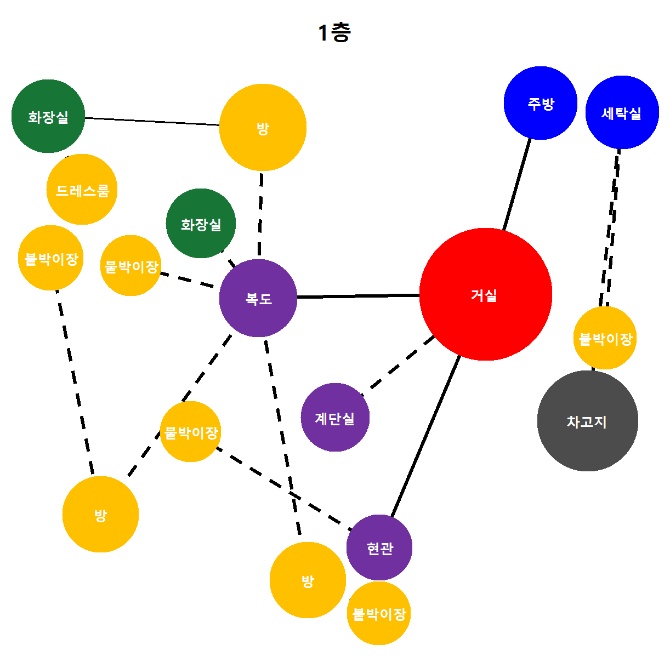 1층
화장실
방
주방
세탁실
드레스룸
화장실
붙박이장
붙박이장
복도
거실
붙박이장
계단실
차고지
붙박이장
방
현관
방
붙박이장